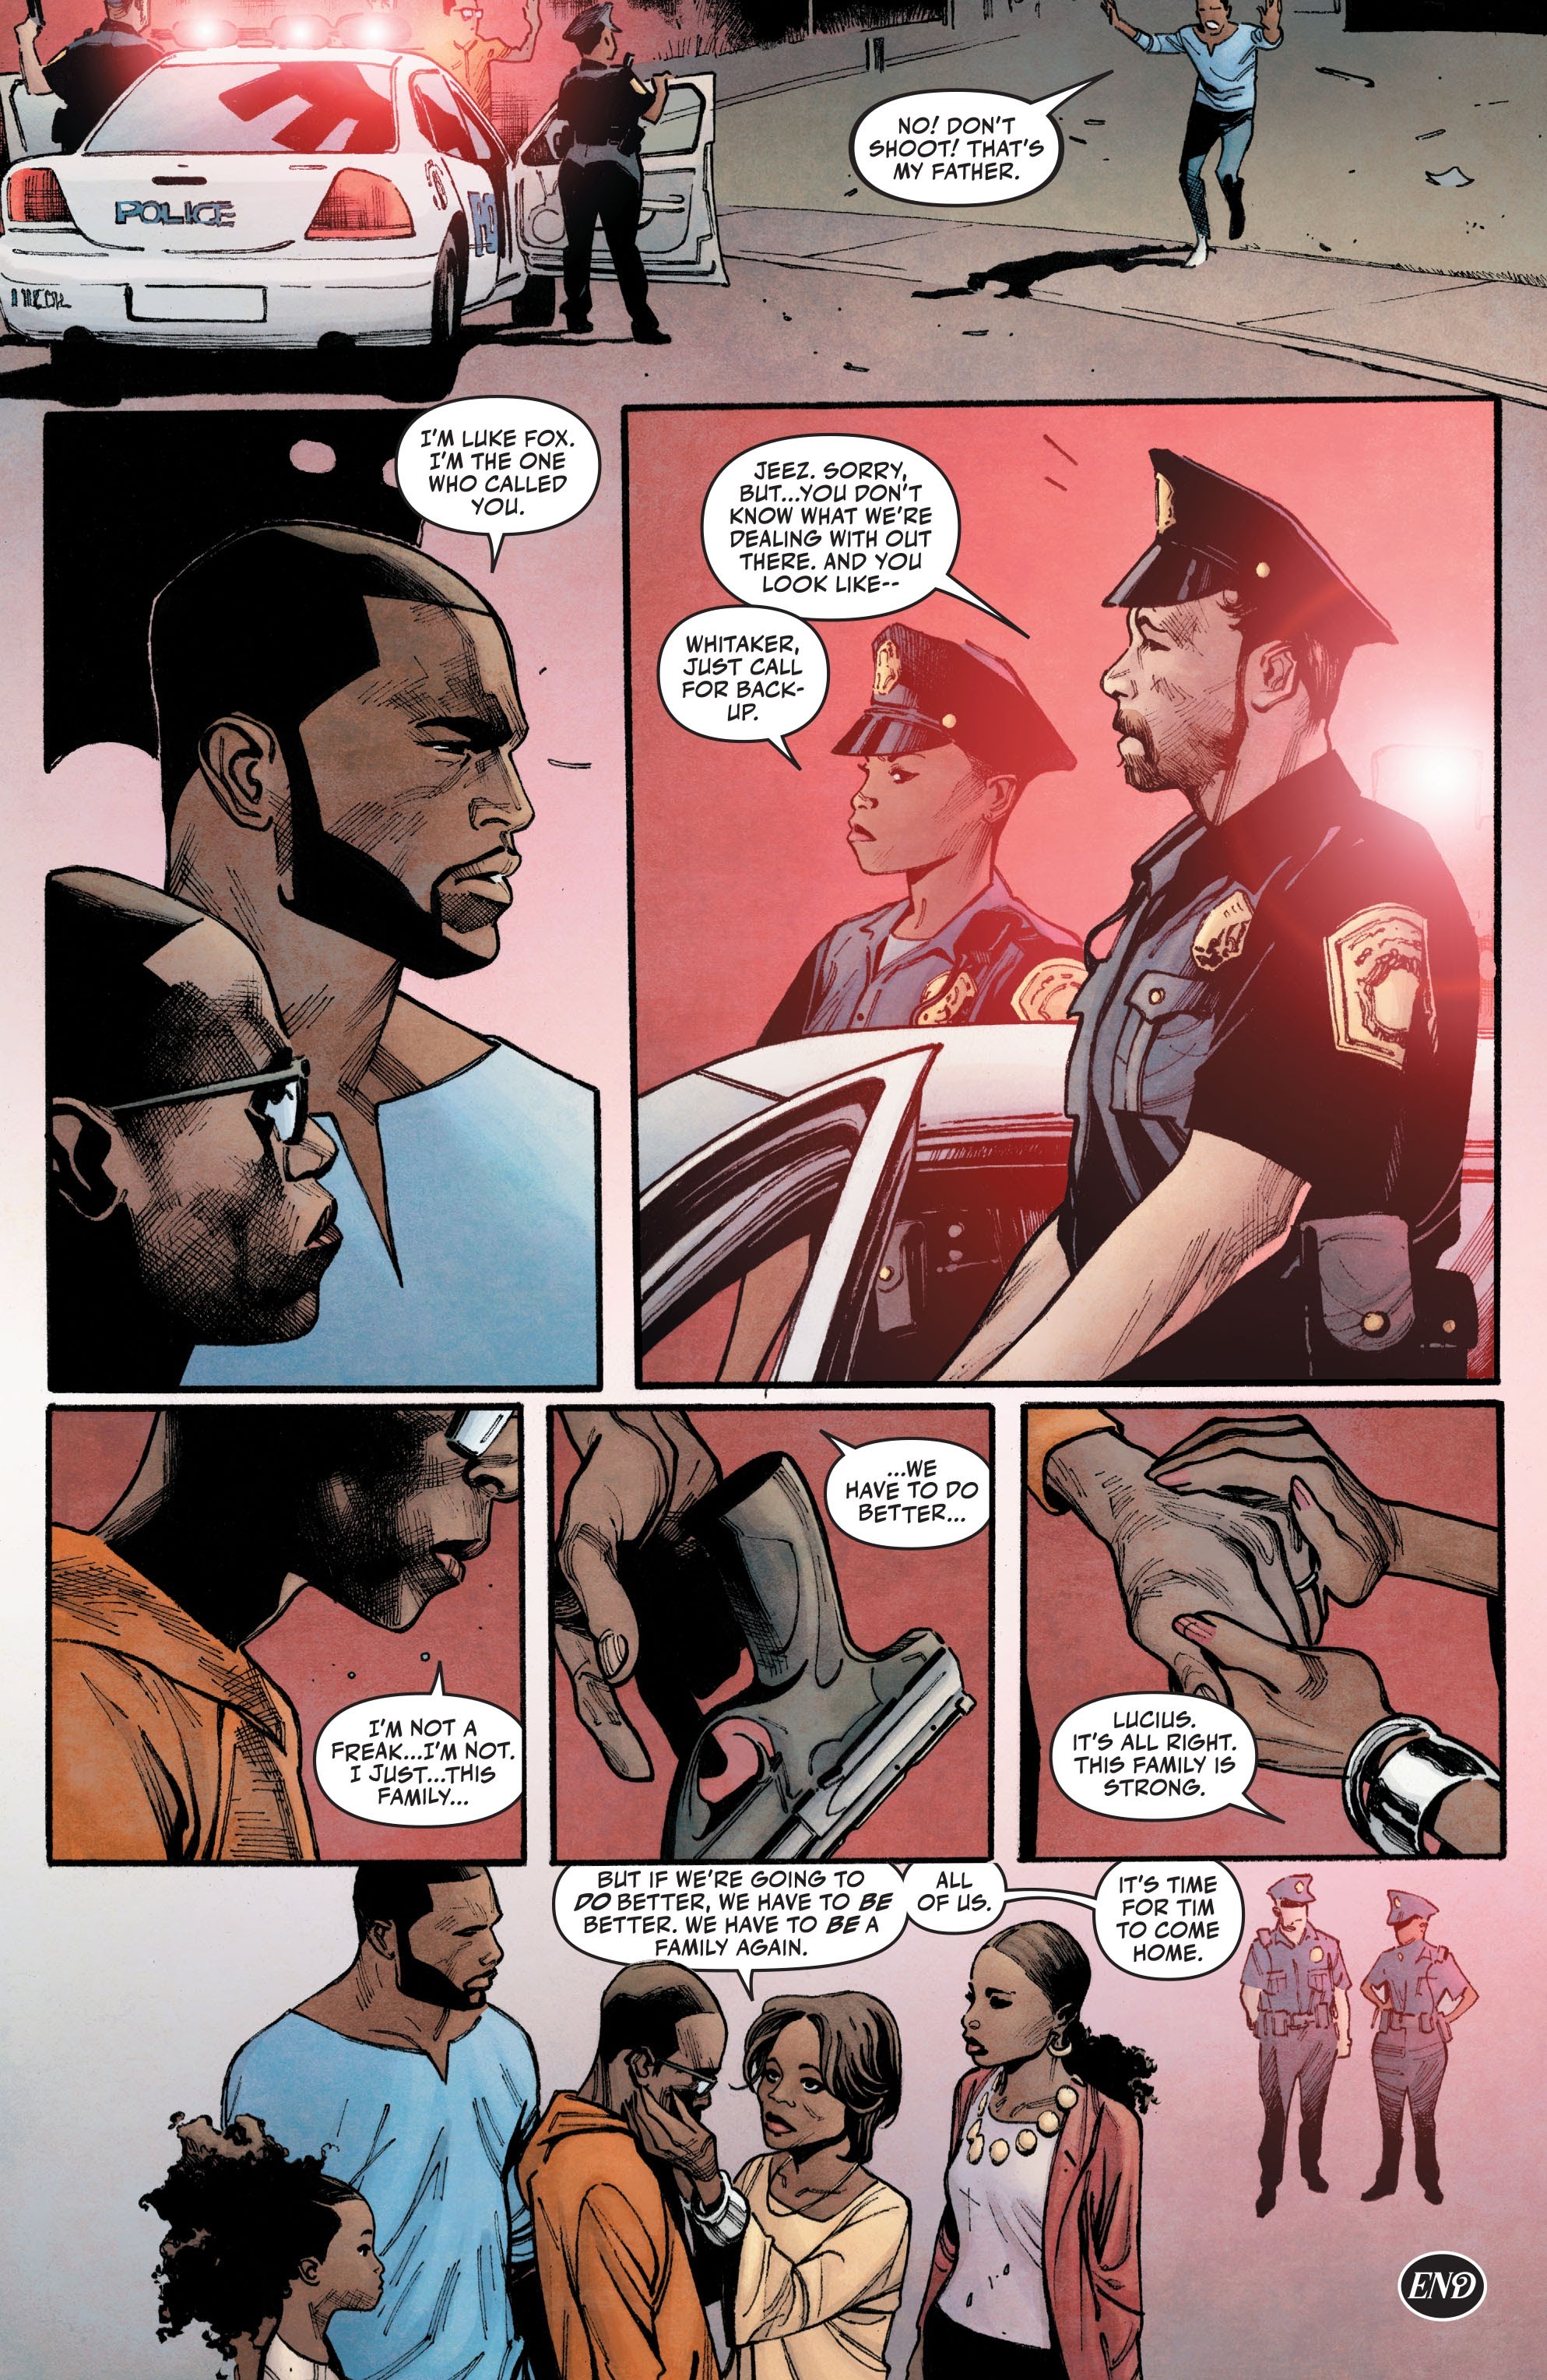 NO! DON'T
SHOOT! THAT'S
MY FATHER.
POLICE
I'M LUKE FOX.
I'M THE ONE
WHO CALLED
YOU.
JEEZ. SORRY,
BUT...YOU DON'T
KNOW WHAT WE'RE
DEALING WITH OUT
THERE. AND YOU
LOOK LIKE--
WHITAKER,
JUST CALL
FOR BACK-
UP.
I'M NOT A
FREAK...I'M NOT.
I JUST...THIS
FAMILY...
...WE
HAVE TO DO
BETTER...
LUCIUS.
IT'S ALL RIGHT.
THIS FAMILY IS
STRONG.
BUT IF WE'RE GOING TO
DO BETTER, WE HAVE TO BE
BETTER. WE HAVE TO BE A
FAMILY AGAIN.
ALL
OF US.
IT'S TIME
FOR TIM
TO COME
HOME.
END